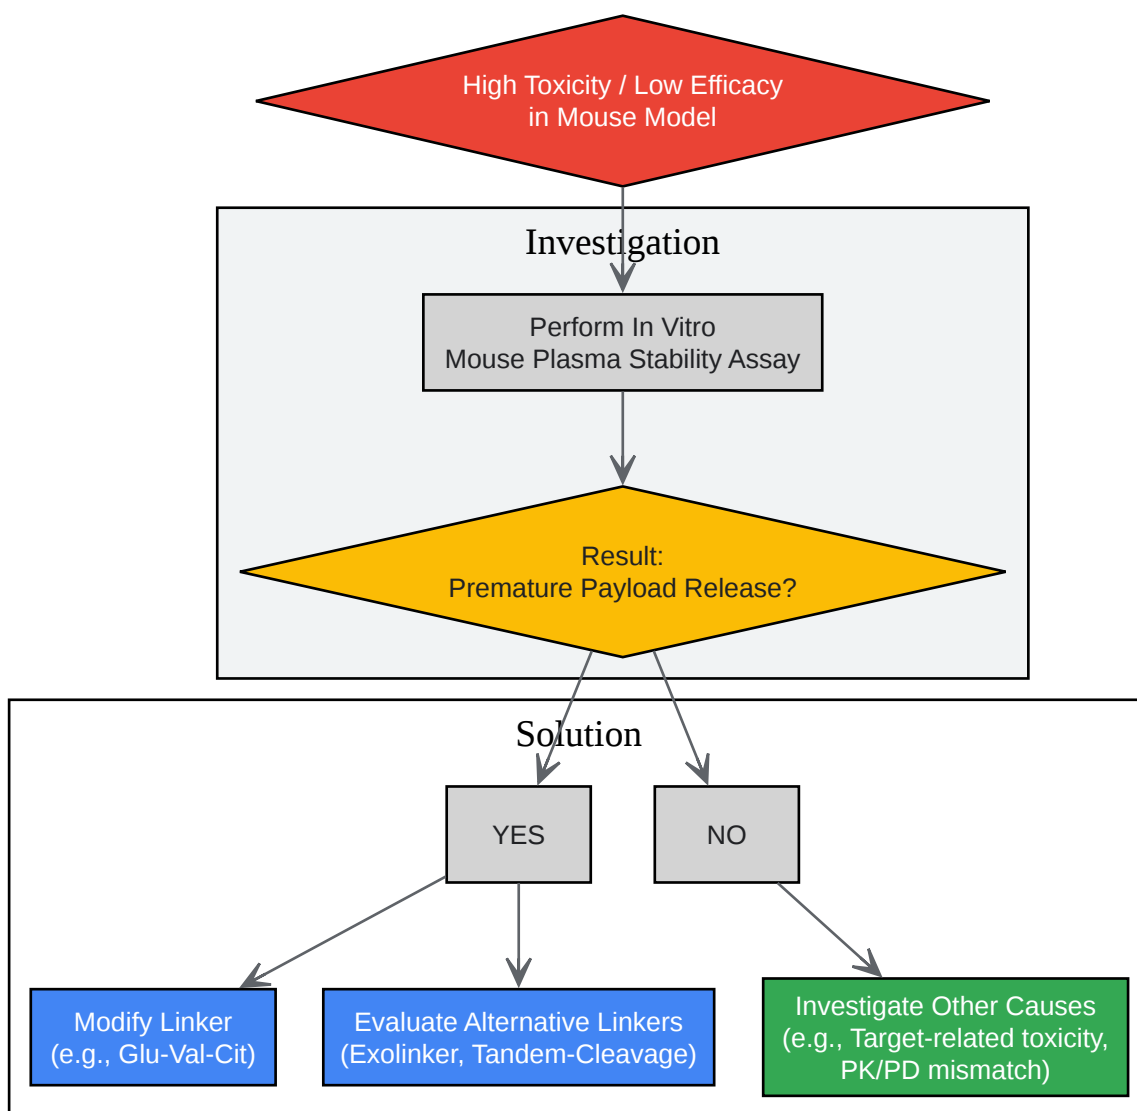 High Toxicity / Low Efficacy
in Mouse Model
Investigation
Perform In Vitro
Mouse Plasma Stability Assay
Result:
Premature Payload Release?
Solution
YES
NO
Modify Linker
(e.g., Glu-Val-Cit)
Evaluate Alternative Linkers
(Exolinker, Tandem-Cleavage)
Investigate Other Causes
(e.g., Target-related toxicity,
PK/PD mismatch)